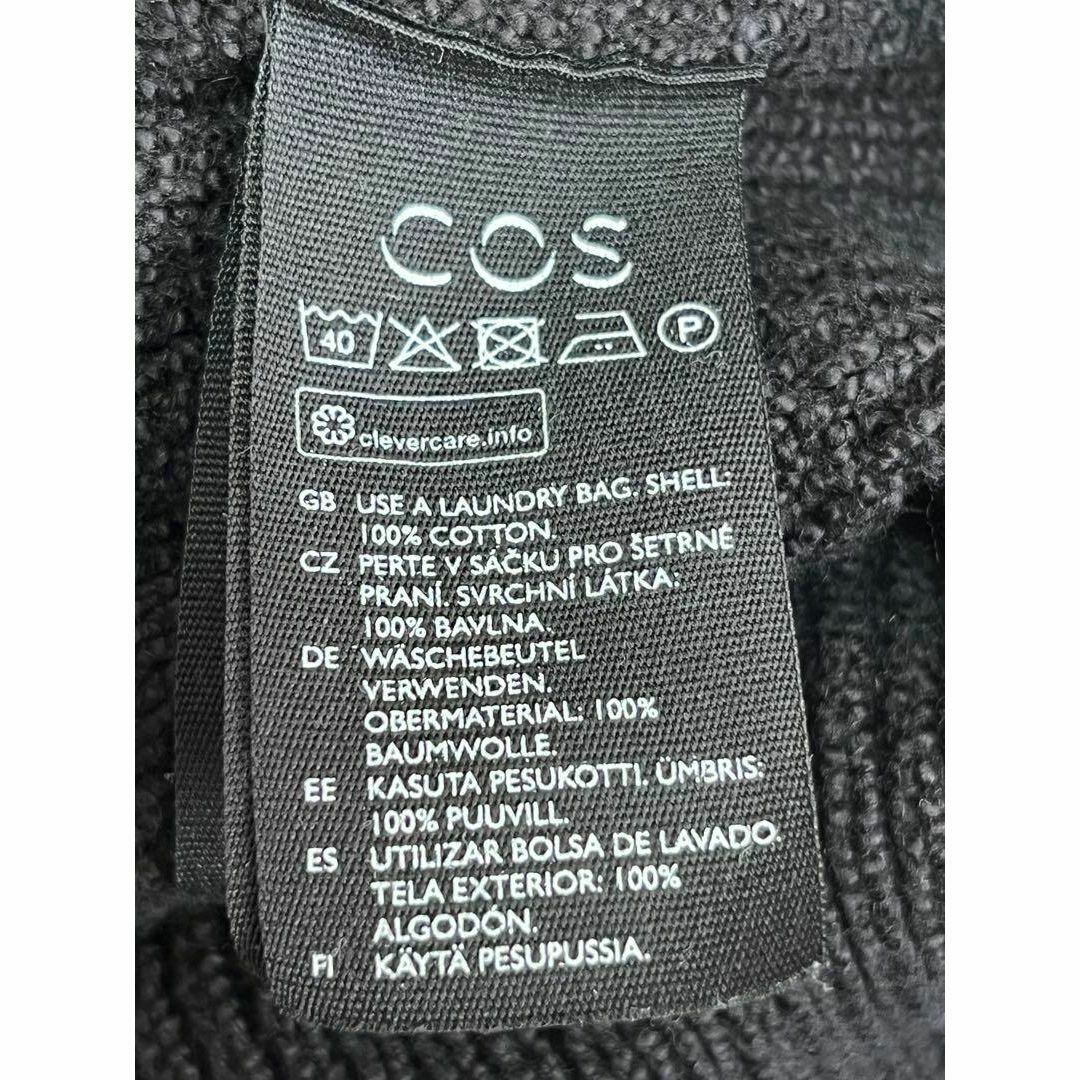 COS
40 P
clevercare.info
GB USE A LAUNDRY BAG. SHELL:
100% COTTON.
CZ PERTE V SÁČKU PRO ŠETRNÉ
PRANÍ. SVRCHNÍ LÁTKA:
100% BAVLNA.
DE WÄSCHEBEUTEL
VERWENDEN.
OBERMATERIAL: 100%
BAUMWOLLE.
EE KASUTA PESUKOTTI. ÜMBRIS:
100% PUUVILL.
ES UTILIZAR BOLSA DE LAVADO.
TELA EXTERIOR: 100%
ALGODÓN.
FI KÄYTÄ PESUPUSSIA.